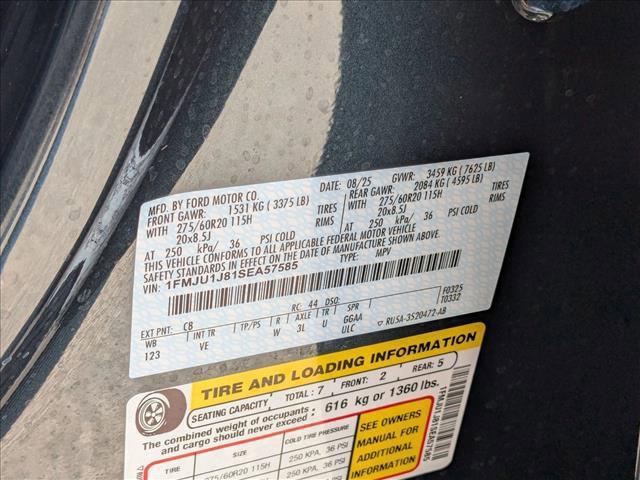 MFD. BY FORD MOTOR CO. DATE: 08/25 GVWR: 3459 KG ( 7625 LB)
FRONT GAWR: 1531 KG ( 3375 LB) REAR GAWR: 2084 KG ( 4595 LB)
WITH 275/60R20 115H TIRES WITH 275/60R20 115H TIRES
20x8.5J 20x8.5J
AT 250 kPa/ 36 PSI COLD AT 250 kPa/ 36 PSI COLD
THIS VEHICLE CONFORMS TO ALL APPLICABLE FEDERAL MOTOR VEHICLE
SAFETY STANDARDS IN EFFECT ON THE DATE OF MANUFACTURE SHOWN ABOVE.
VIN: 1FMJU1J81SEA57585 TYPE: MPV
EXT PNT: C8 RC: 44 DSO: F0325
WB INT TR TP/PS R AXLE TR SPR 10332
123 VE W 3L U GGAA
ULC ▽ RU5A-3520472-AB
TIRE AND LOADING INFORMATION
SEATING CAPACITY TOTAL: 7 FRONT: 2 REAR: 5
The combined weight of occupants and cargo should never exceed: 616 kg or 1360 lbs.
TIRE SIZE COLD TIRE PRESSURE
275/60R20 115H 250 KPA, 36 PSI
250 KPA, 36 PSI
SEE OWNERS
MANUAL FOR
ADDITIONAL
INFORMATION
1FMJU1J81SEA57585